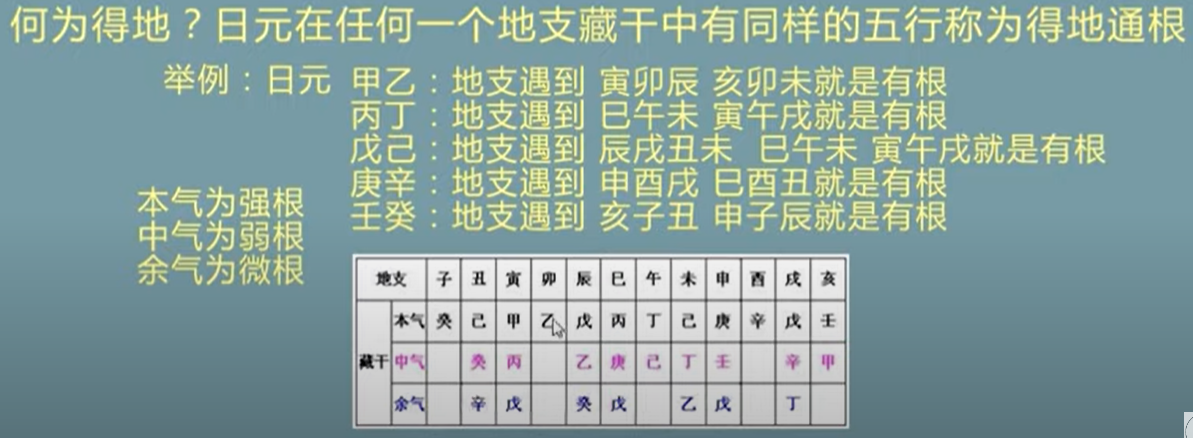 何为得地？日元在任何一个地支藏干中有同样的五行称为得地通根
举例：日元 甲乙：地支遇到 寅卯辰 亥卯未就是有根
丙丁：地支遇到 巳午未 寅午戌就是有根
戊己：地支遇到 辰戌丑未 巳午未 寅午戌就是有根
庚辛：地支遇到 申酉戌 巳酉丑就是有根
壬癸：地支遇到 亥子丑 申子辰就是有根
本气为强根
中气为弱根
余气为微根
地支 子 丑 寅 卯 辰 巳 午 未 申 酉 戌 亥
藏干
本气 癸 己 甲 乙 戊 丙 丁 己 庚 辛 戊 壬
中气 癸 丙 乙 庚 己 丁 壬 辛 甲
余气 辛 戊 癸 戊 乙 戊 丁